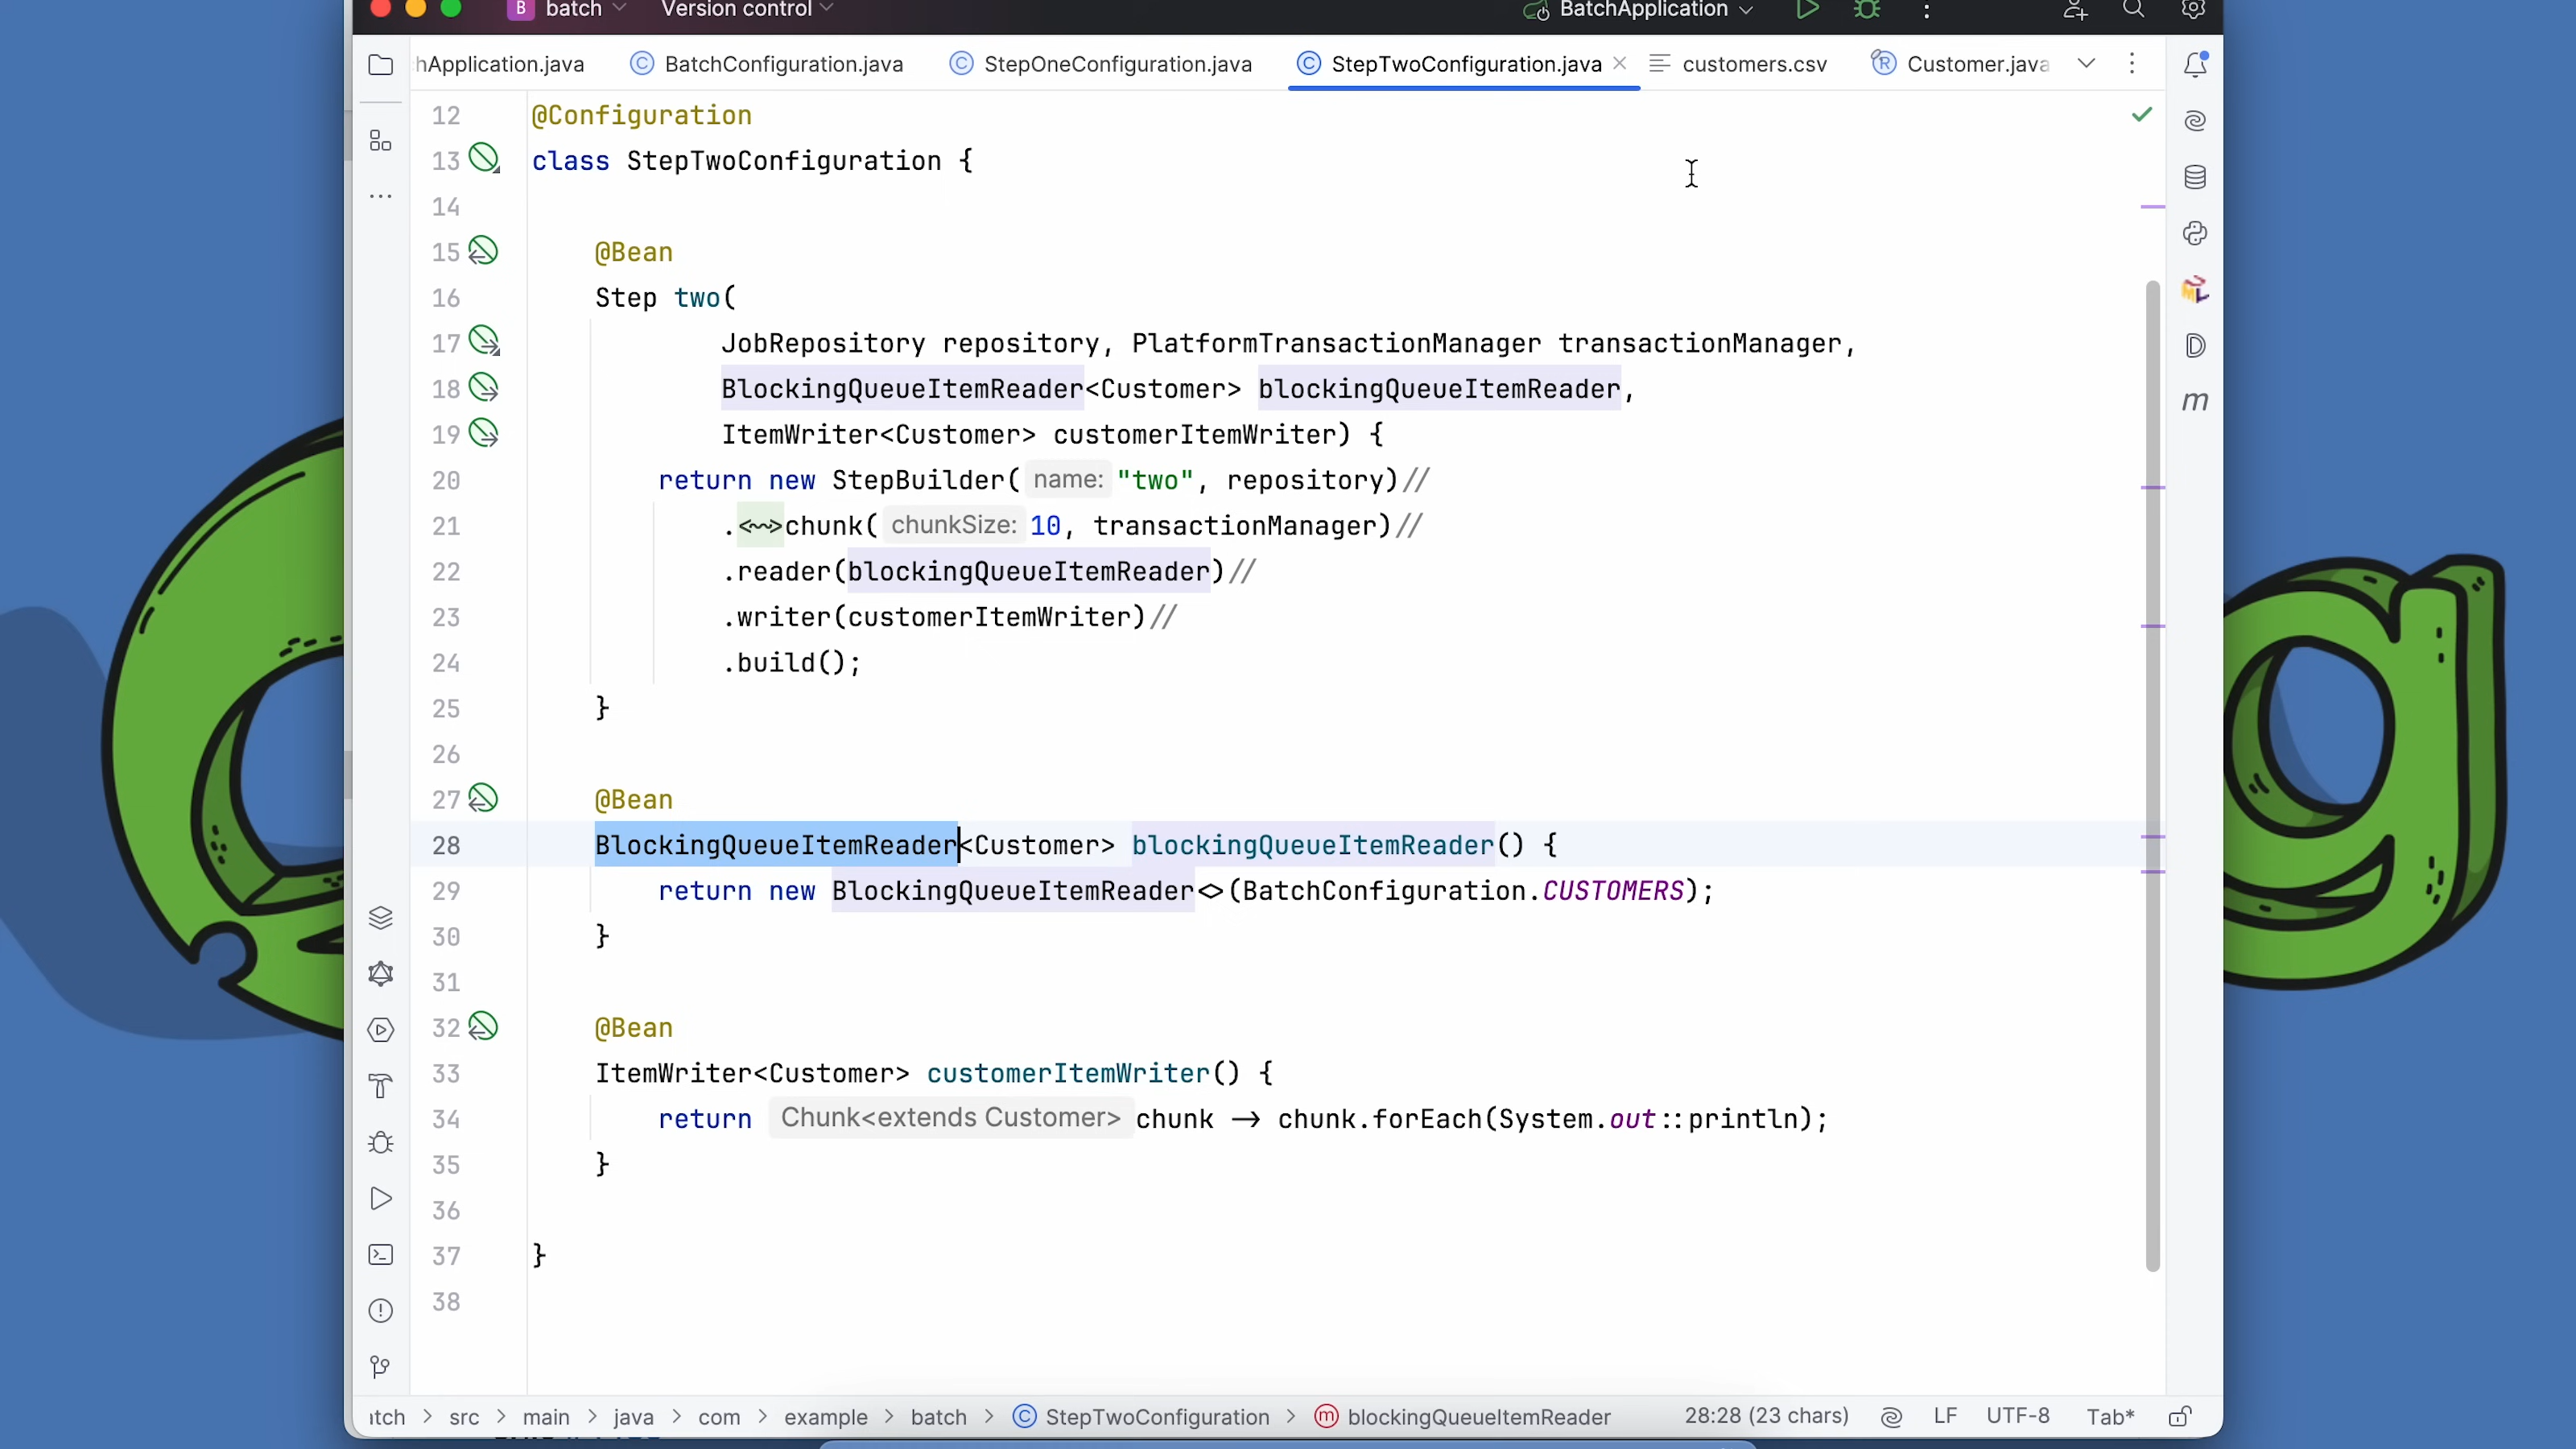 B batch Version control BatchApplication
hApplication.java BatchConfiguration.java StepOneConfiguration.java StepTwoConfiguration.java customers.csv Customer.java
12 @Configuration
13 class StepTwoConfiguration {
14
15 @Bean
16 Step two(
17 JobRepository repository, PlatformTransactionManager transactionManager,
18 BlockingQueueItemReader<Customer> blockingQueueItemReader,
19 ItemWriter<Customer> customerItemWriter) {
20 return new StepBuilder( name: "two", repository)//
21 .<~>chunk( chunkSize: 10, transactionManager)//
22 .reader(blockingQueueItemReader)//
23 .writer(customerItemWriter)//
24 .build();
25 }
26
27 @Bean
28 BlockingQueueItemReader<Customer> blockingQueueItemReader() {
29 return new BlockingQueueItemReader<>(BatchConfiguration.CUSTOMERS);
30 }
31
32 @Bean
33 ItemWriter<Customer> customerItemWriter() {
34 return Chunk<extends Customer> chunk -> chunk.forEach(System.out::println);
35 }
36
37 }
38
atch > src > main > java > com > example > batch > StepTwoConfiguration > blockingQueueItemReader 28:28 (23 chars) LF UTF-8 Tab*